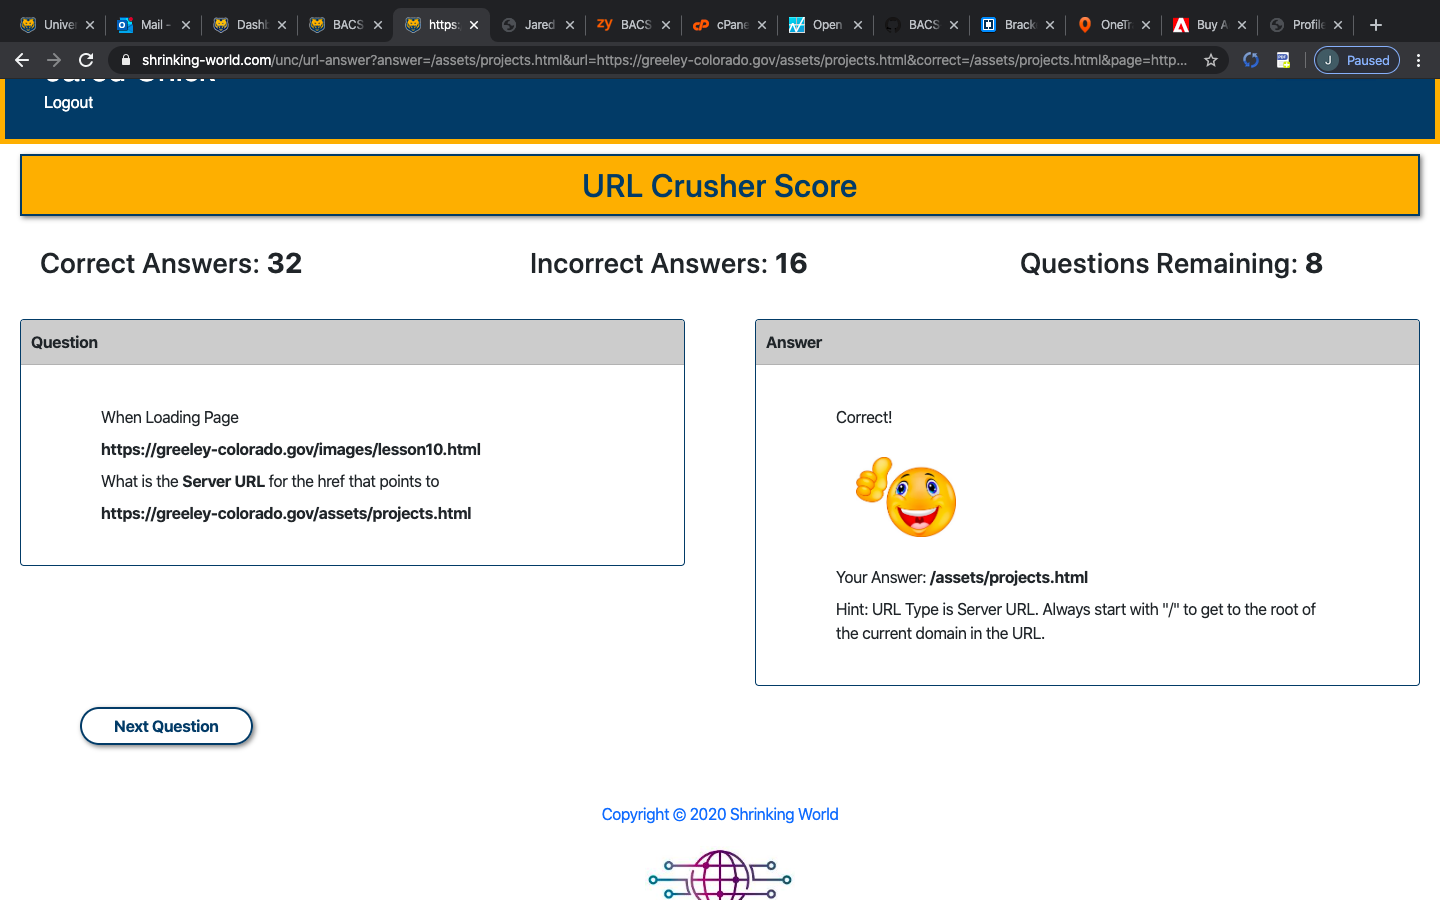 Univer
Mail -
Dashb
BACS
https:
Jared
BACS
cPane
Open
BACS
Brack
OneTr
Buy A
Profile
shrinking-world.com/unc/url-answer?answer=/assets/projects.html&url=https://greeley-colorado.gov/assets/projects.html&correct=/assets/projects.html&page=http...
J Paused
Logout
URL Crusher Score
Correct Answers: 32
Incorrect Answers: 16
Questions Remaining: 8
Question
When Loading Page
https://greeley-colorado.gov/images/lesson10.html
What is the Server URL for the href that points to
https://greeley-colorado.gov/assets/projects.html
Answer
Correct!
Your Answer: /assets/projects.html
Hint: URL Type is Server URL. Always start with "/" to get to the root of
the current domain in the URL.
Next Question
Copyright © 2020 Shrinking World